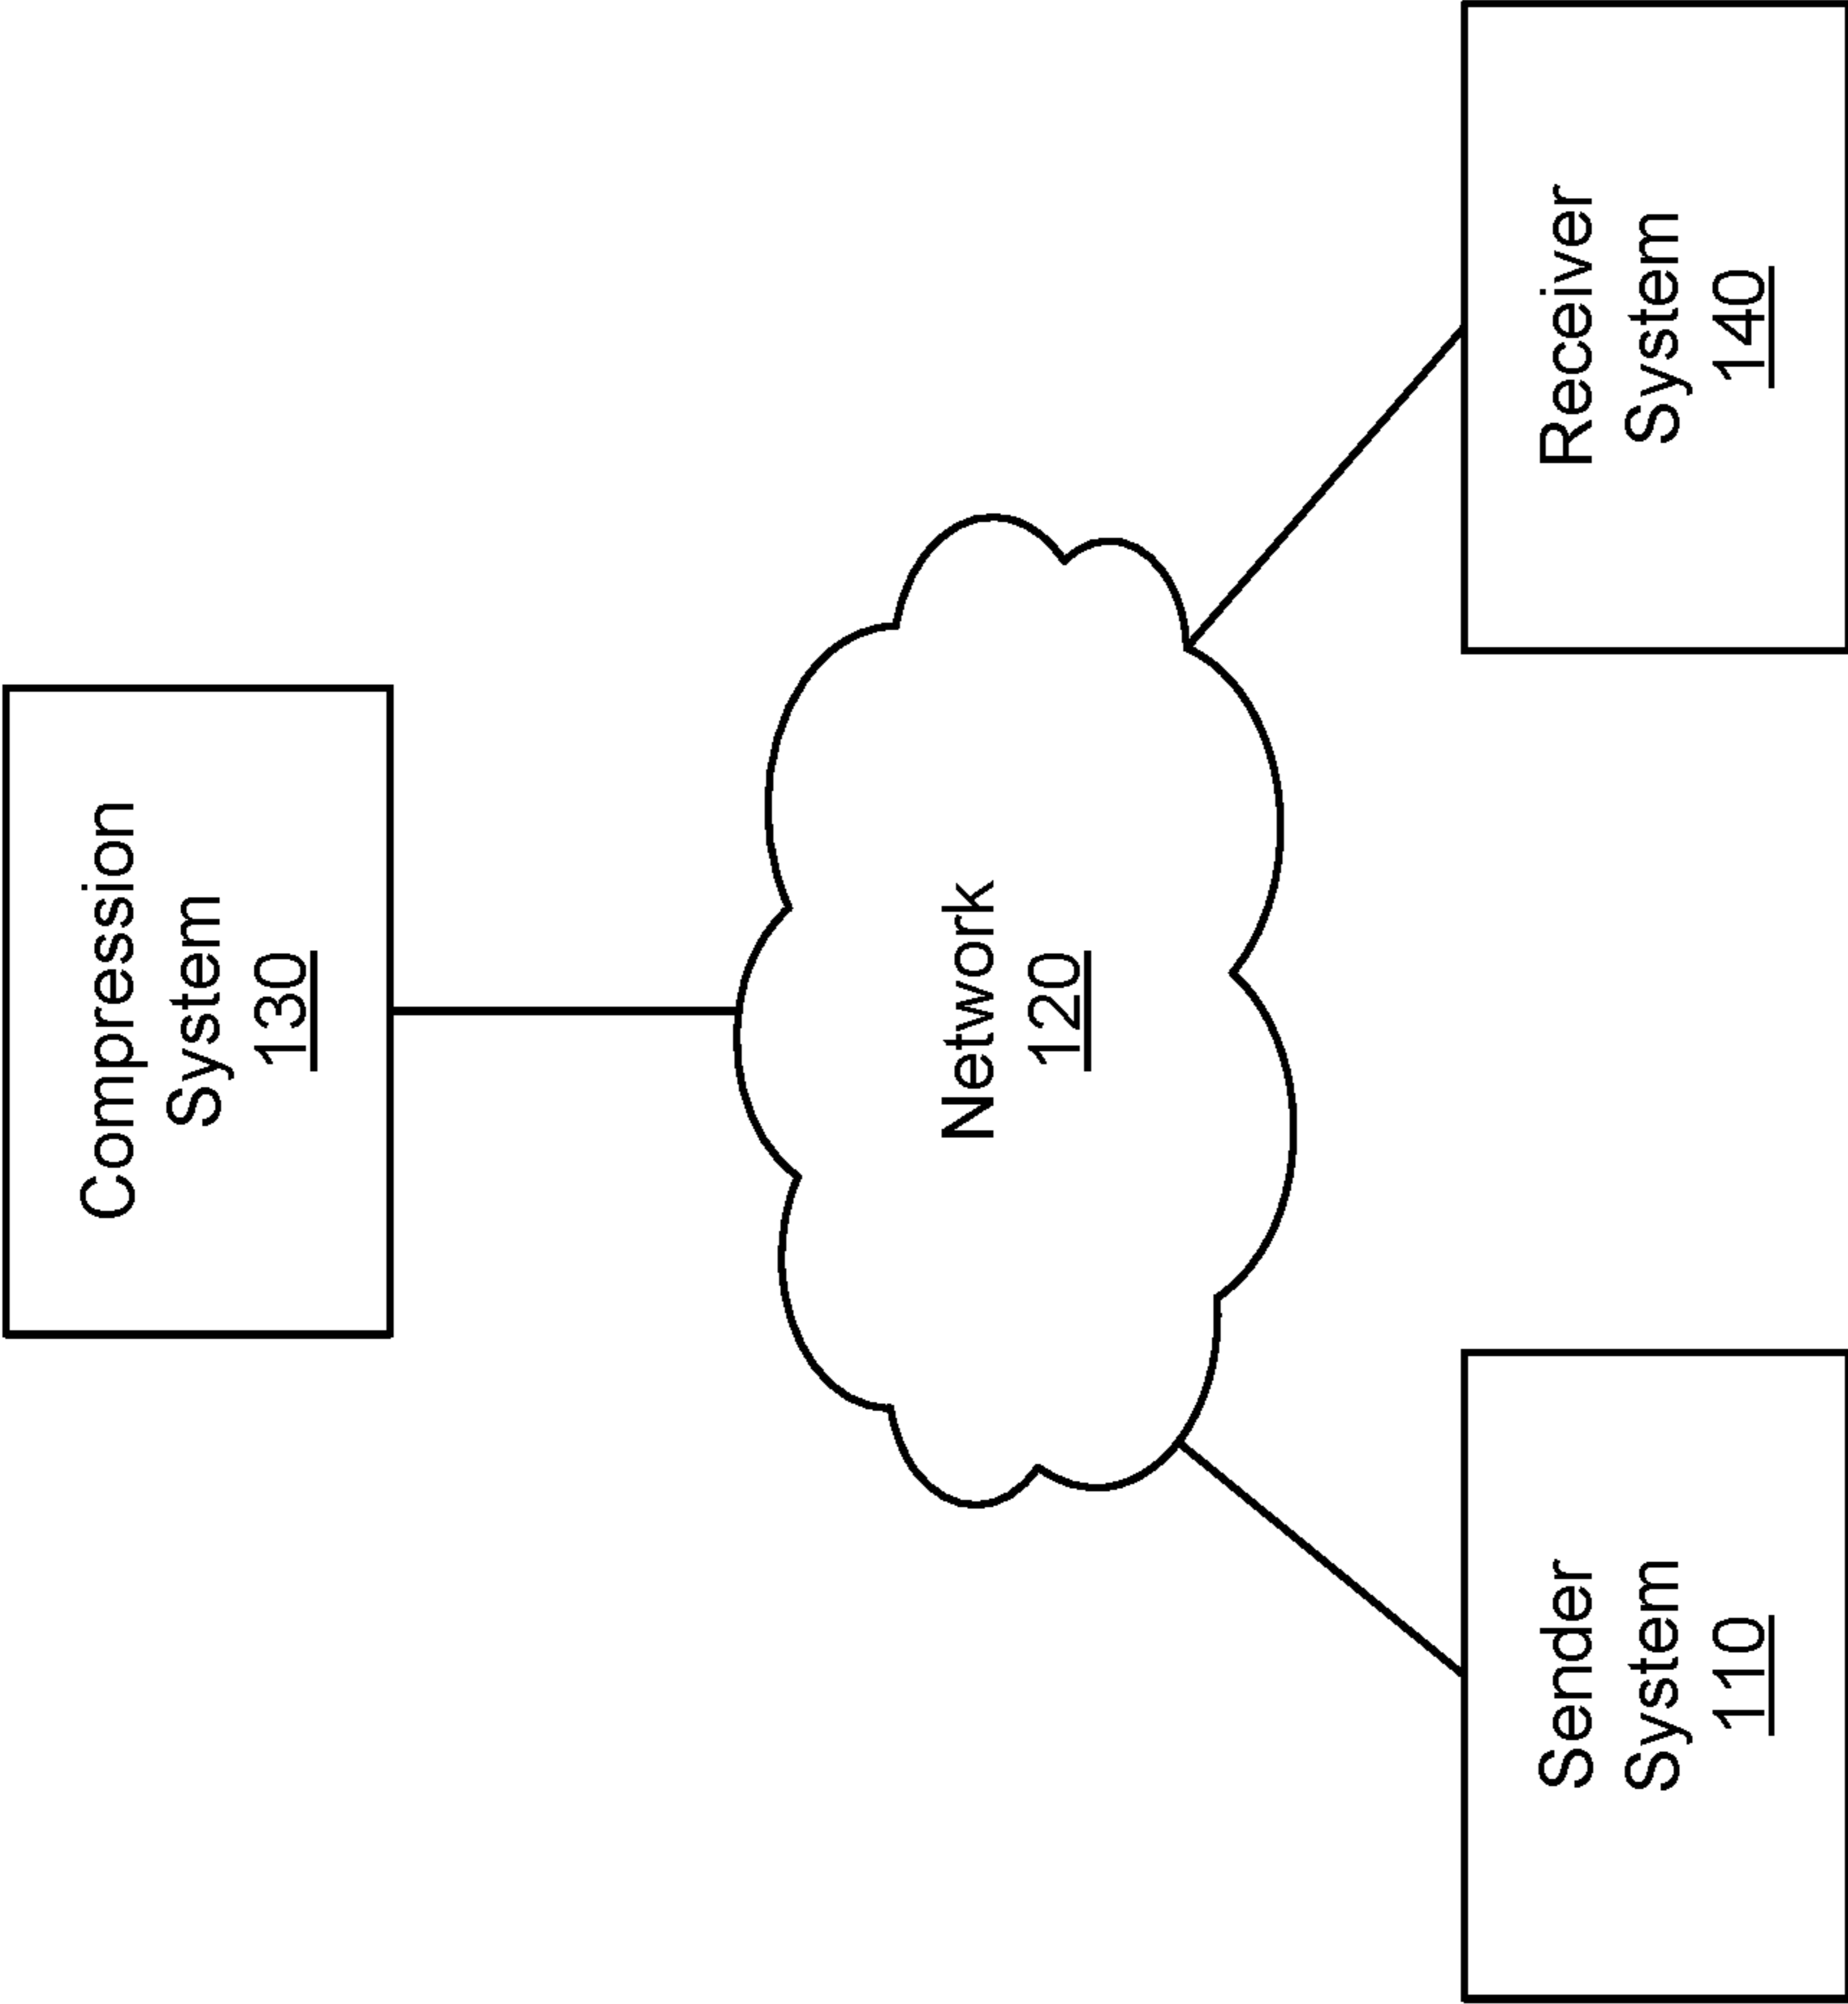 Compression
System
130
Network
120
Sender
System
110
Receiver
System
140